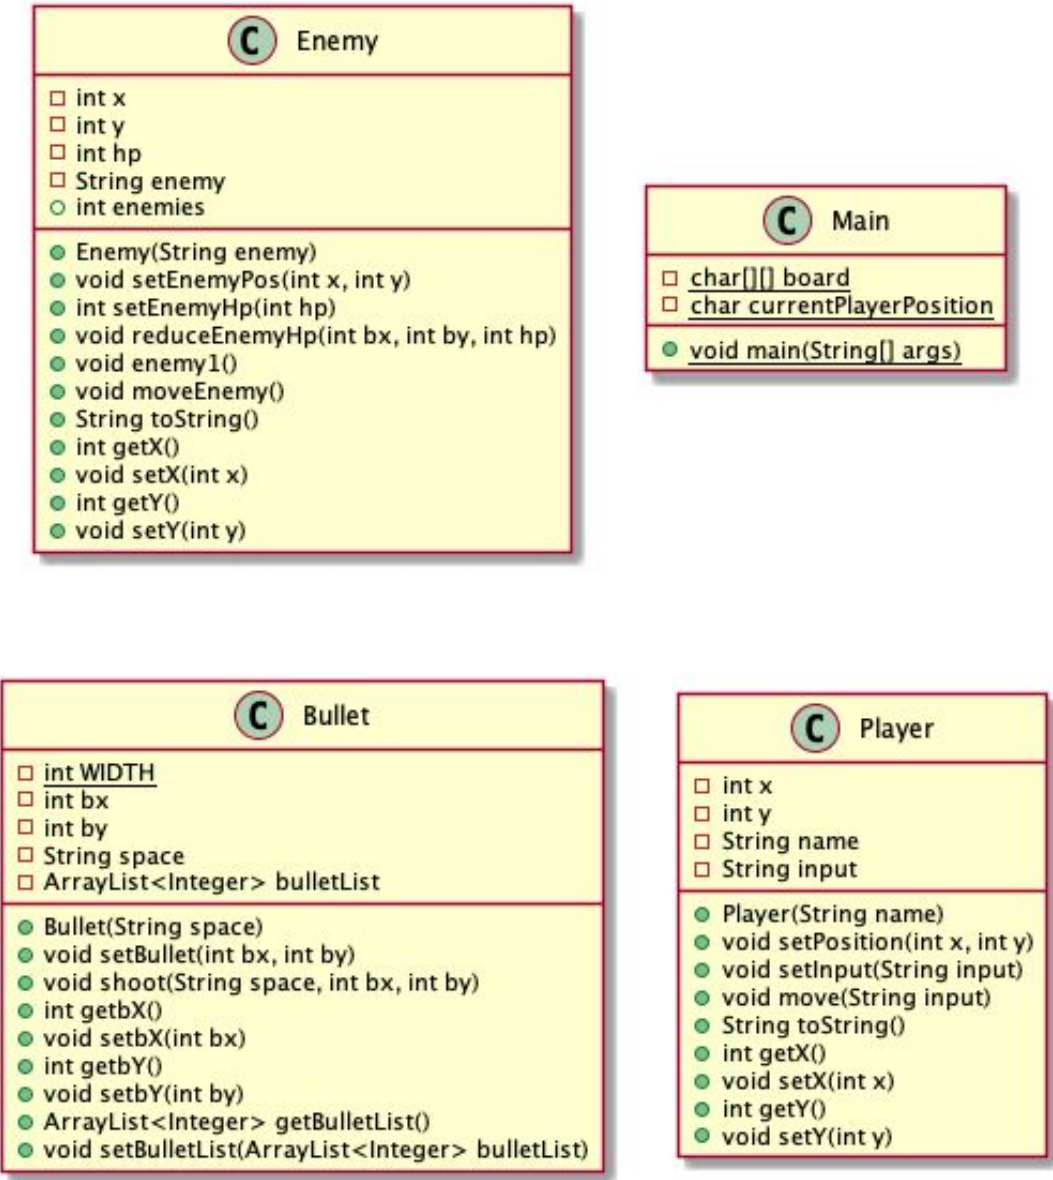 C Enemy
int x
int y
int hp
String enemy
int enemies
Enemy(String enemy)
void setEnemyPos(int x, int y)
int setEnemyHp(int hp)
void reduceEnemyHp(int bx, int by, int hp)
void enemy1()
void moveEnemy()
String toString()
int getX()
void setX(int x)
int getY()
void setY(int y)
C Main
char[][] board
char currentPlayerPosition
void main(String[] args)
C Bullet
int WIDTH
int bx
int by
String space
ArrayList<Integer> bulletList
Bullet(String space)
void setBullet(int bx, int by)
void shoot(String space, int bx, int by)
int getbX()
void setbX(int bx)
int getbY()
void setbY(int by)
ArrayList<Integer> getBulletList()
void setBulletList(ArrayList<Integer> bulletList)
C Player
int x
int y
String name
String input
Player(String name)
void setPosition(int x, int y)
void setInput(String input)
void move(String input)
String toString()
int getX()
void setX(int x)
int getY()
void setY(int y)